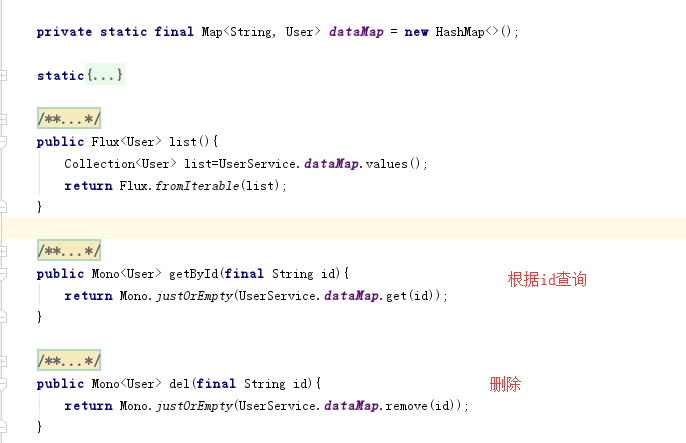 private static final Map<String, User> dataMap = new HashMap<>();
static{...}
/**...*/
public Flux<User> list(){
Collection<User> list=UserService.dataMap.values();
return Flux.fromIterable(list);
}
/**...*/
public Mono<User> getById(final String id){
根据id查询
return Mono.justOrEmpty(UserService.dataMap.get(id));
}
/**...*/
public Mono<User> del(final String id){
删除
return Mono.justOrEmpty(UserService.dataMap.remove(id));
}